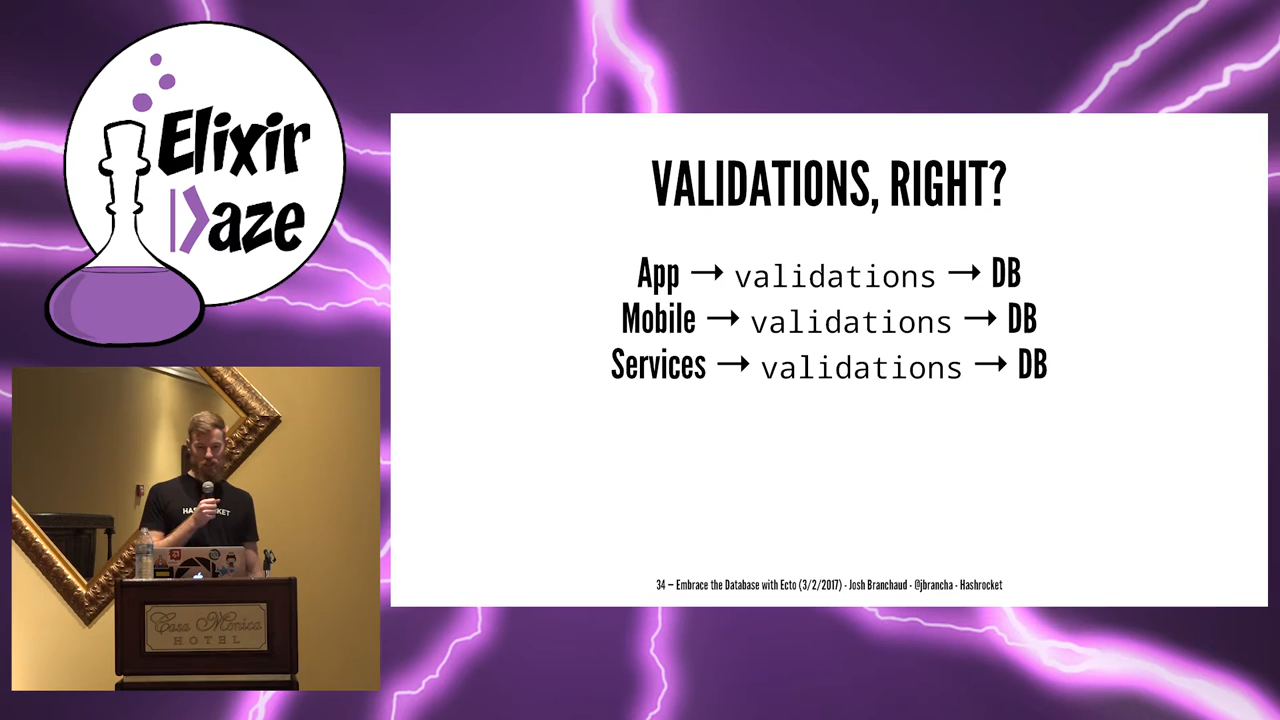 Elixir
Daze
VALIDATIONS, RIGHT?
App → validations → DB
Mobile → validations → DB
Services → validations → DB
34 — Embrace the Database with Ecto (3/2/2017) - Josh Branchaud - @jbrancha - Hashrocket
Casa Monica
HOTEL